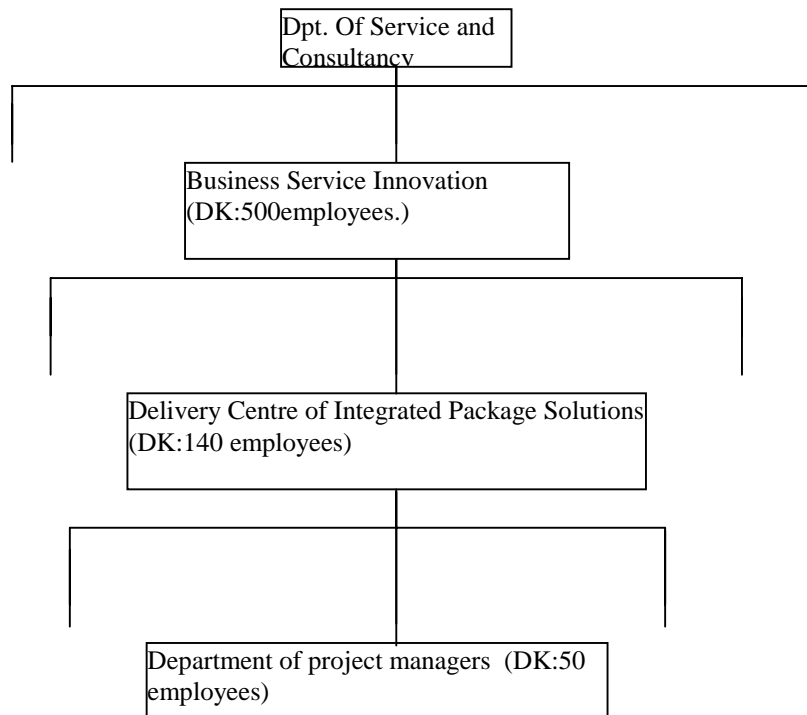 Dpt. Of Service and
Consultancy
Business Service Innovation
(DK:500employees.)
Delivery Centre of Integrated Package Solutions
(DK:140 employees)
Department of project managers  (DK:50
employees)